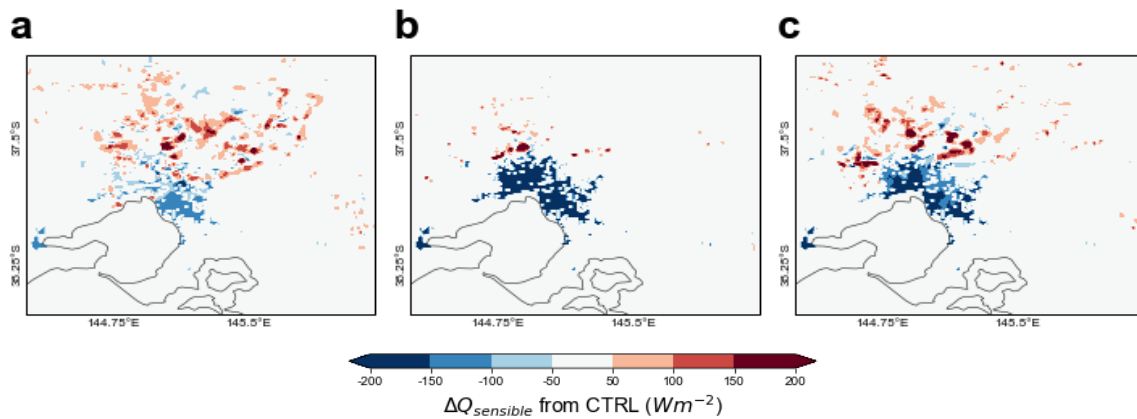 a b c
37.5°S 37.5°S 37.5°S
38.25°S 38.25°S 38.25°S
144.75°E 145.5°E 144.75°E 145.5°E 144.75°E 145.5°E
-200 -150 -100 -50 50 100 150 200
ΔQsensible from CTRL (Wm−2)